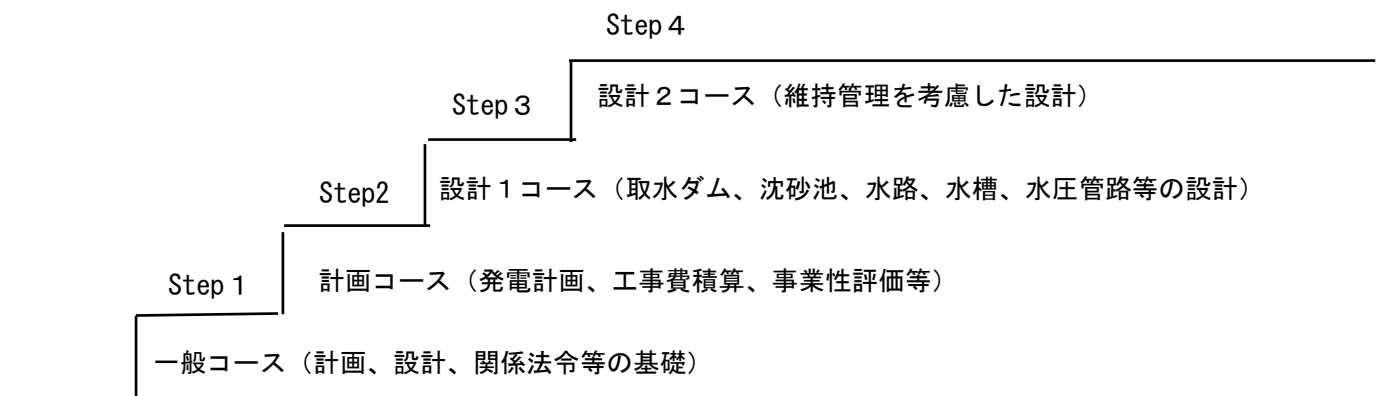 Step４
Step３
設計２コース（維持管理を考慮した設計）
Step2
設計１コース（取水ダム、沈砂池、水路、水槽、水圧管路等の設計）
Step１
計画コース（発電計画、工事費積算、事業性評価等）
一般コース（計画、設計、関係法令等の基礎）